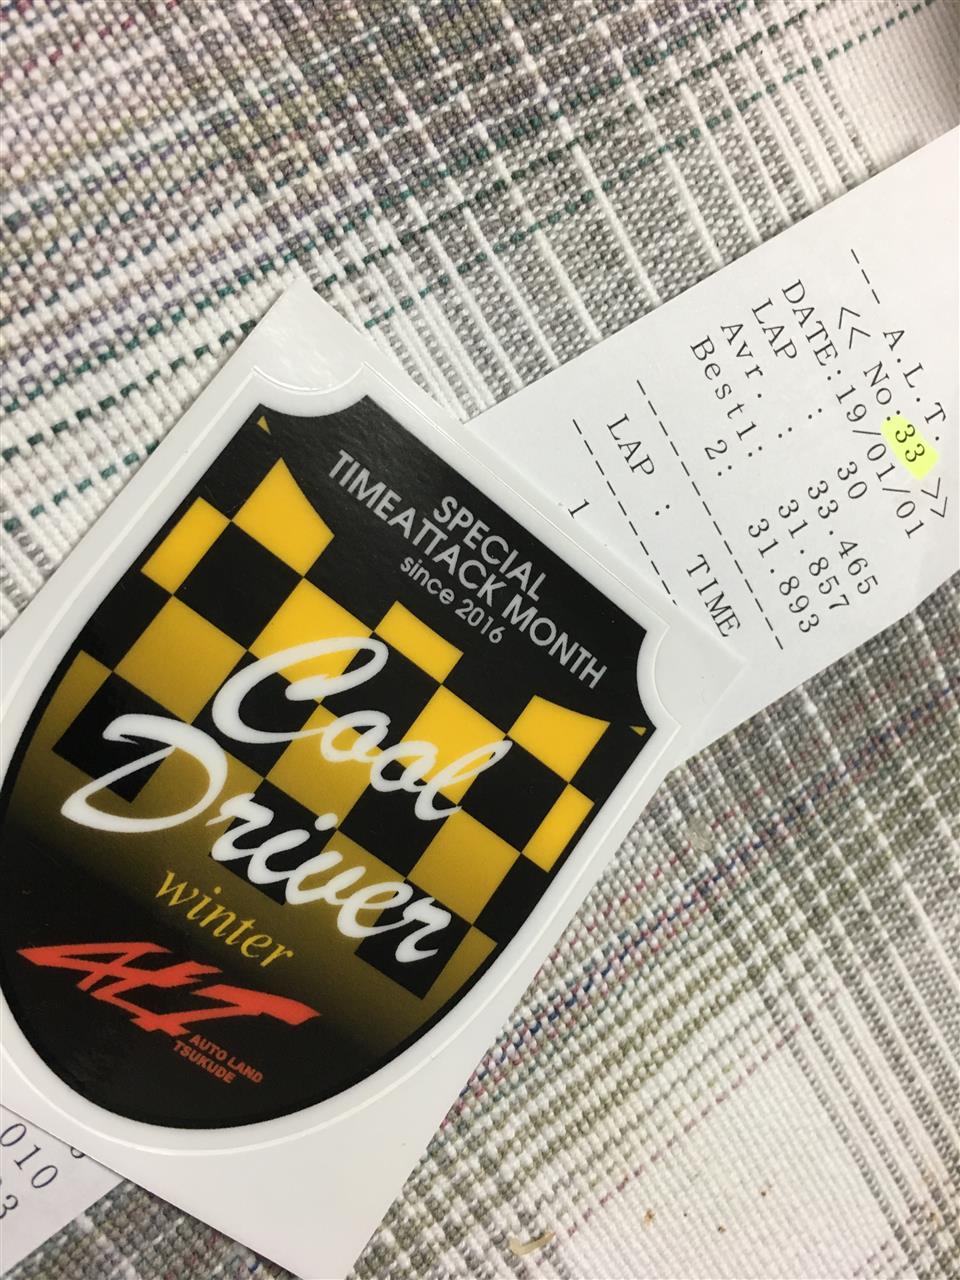 -- A.L.T.
<< No.33 >>
DATE:19/01/01
LAP : 30
Avr. : 33.465
Best1: 31.857
2: 31.893
--------------
LAP : TIME
--------------
1
SPECIAL
TIMEATTACK MONTH
since 2016
Cool
Driver
winter
ALT
AUTO LAND
TSUKUDE
010